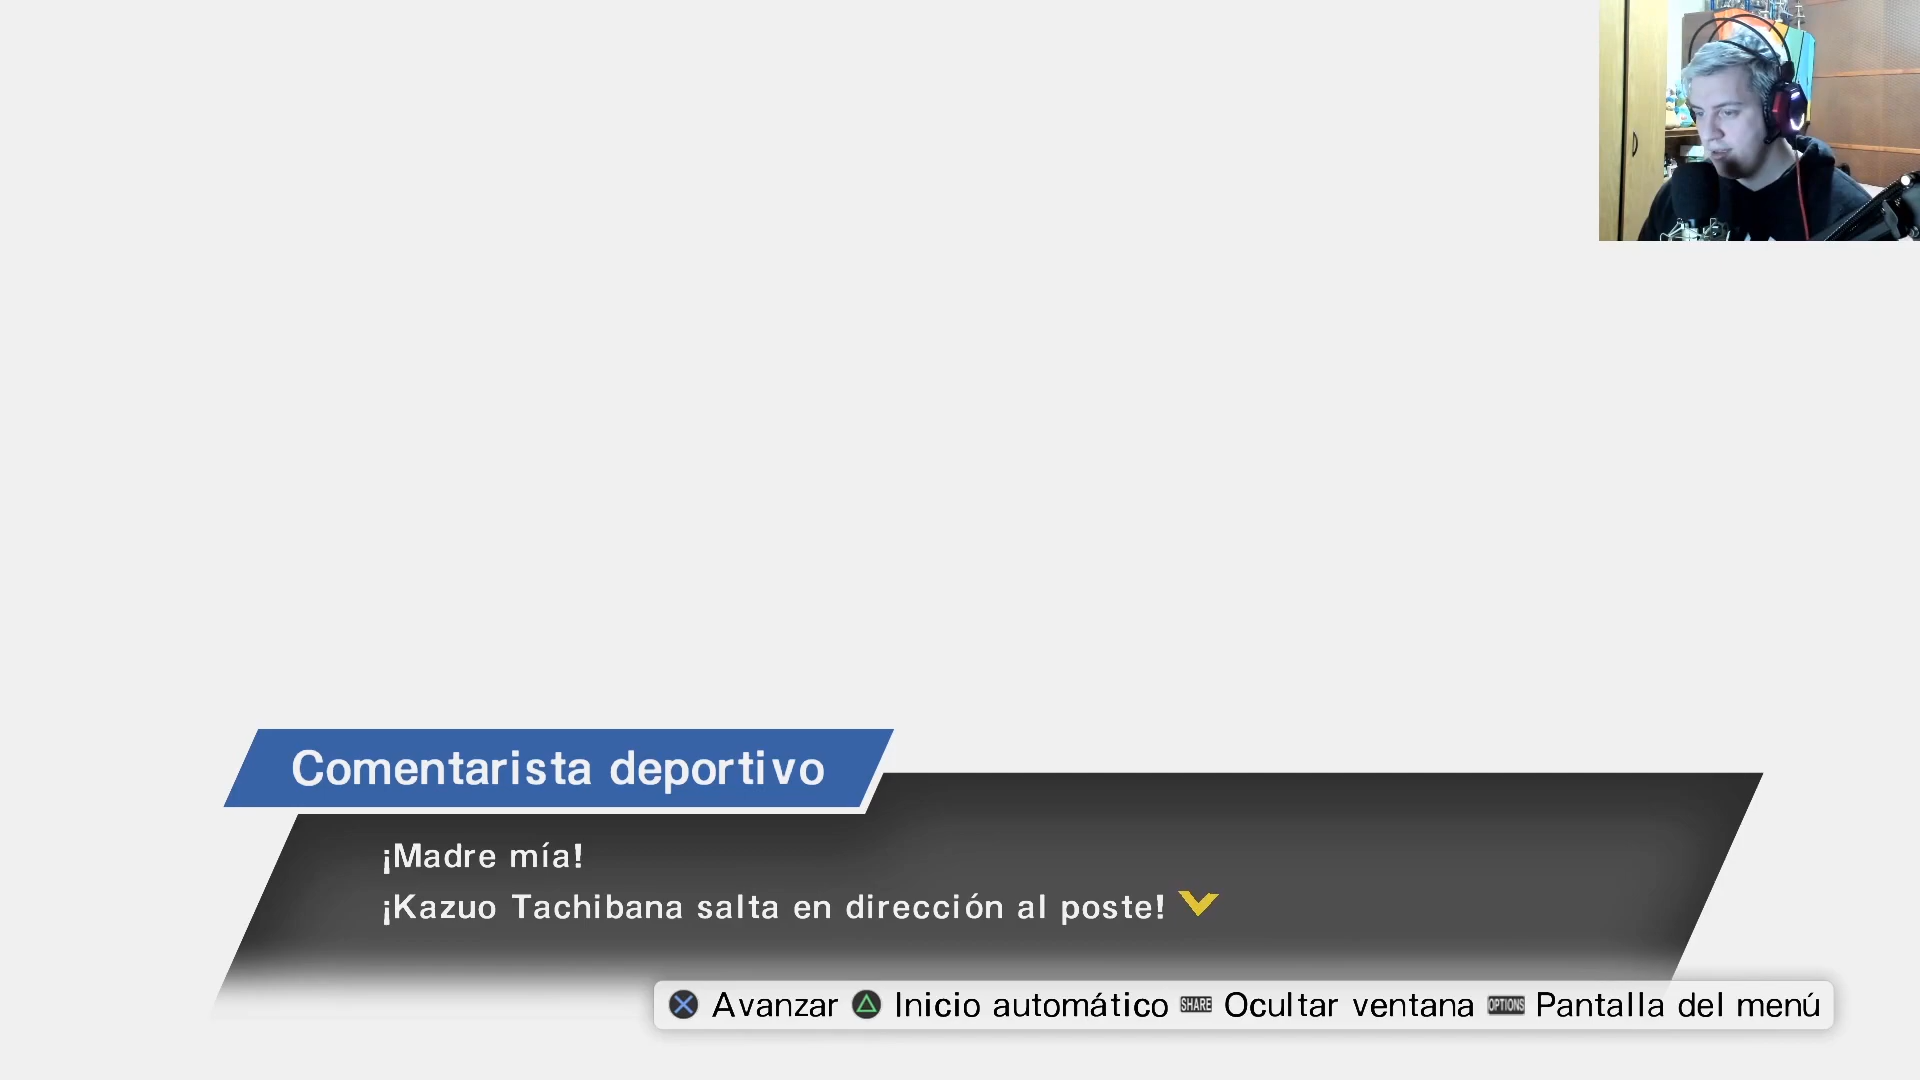 Comentarista deportivo
¡Madre mía!
¡Kazuo Tachibana salta en dirección al poste!
Avanzar Inicio automático SHARE Ocultar ventana OPTIONS Pantalla del menú